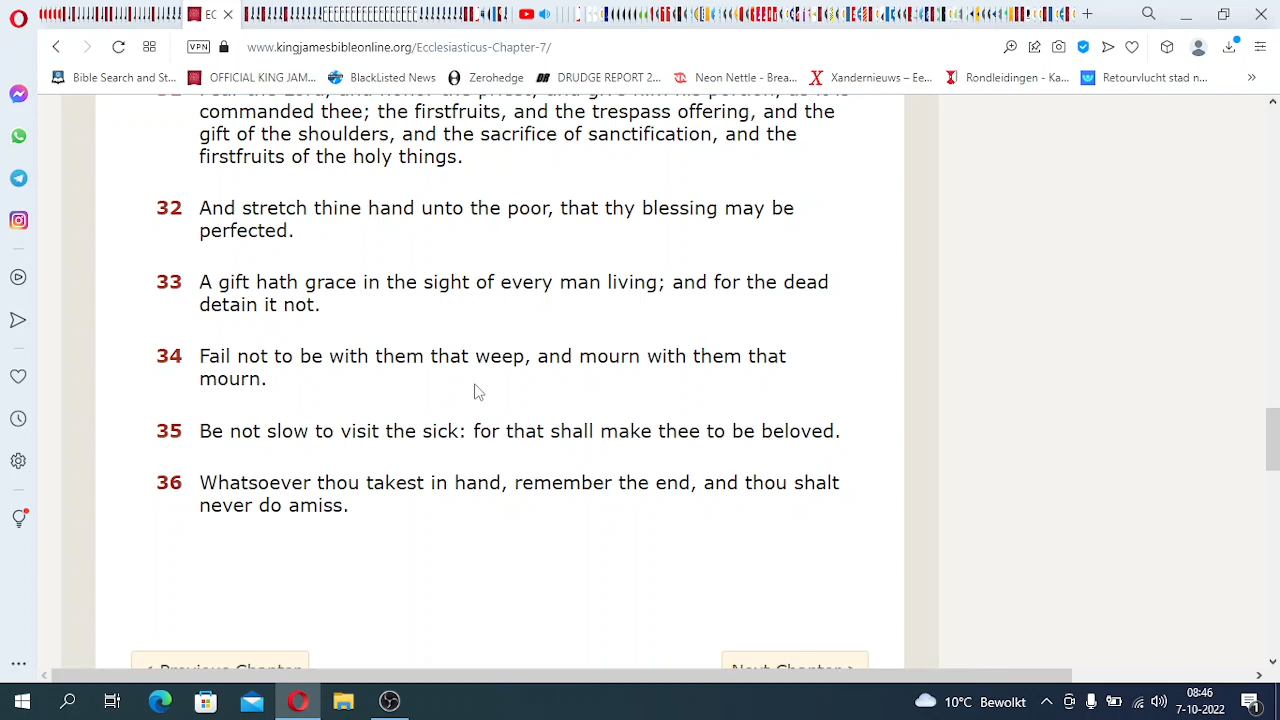 EC
VPN
www.kingjamesbibleonline.org/Ecclesiasticus-Chapter-7/
Bible Search and St... OFFICIAL KING JAM... BlackListed News Zerohedge DRUDGE REPORT 2... Neon Nettle - Brea... Xandernieuws – Ee... Rondleidingen - Ka... Retourvlucht stad n...
commanded thee; the firstfruits, and the trespass offering, and the
gift of the shoulders, and the sacrifice of sanctification, and the
firstfruits of the holy things.
32 And stretch thine hand unto the poor, that thy blessing may be
perfected.
33 A gift hath grace in the sight of every man living; and for the dead
detain it not.
34 Fail not to be with them that weep, and mourn with them that
mourn.
35 Be not slow to visit the sick: for that shall make thee to be beloved.
36 Whatsoever thou takest in hand, remember the end, and thou shalt
never do amiss.
Previous Chapter Next Chapter
10°C Bewolkt
08:46
7-10-2022
1